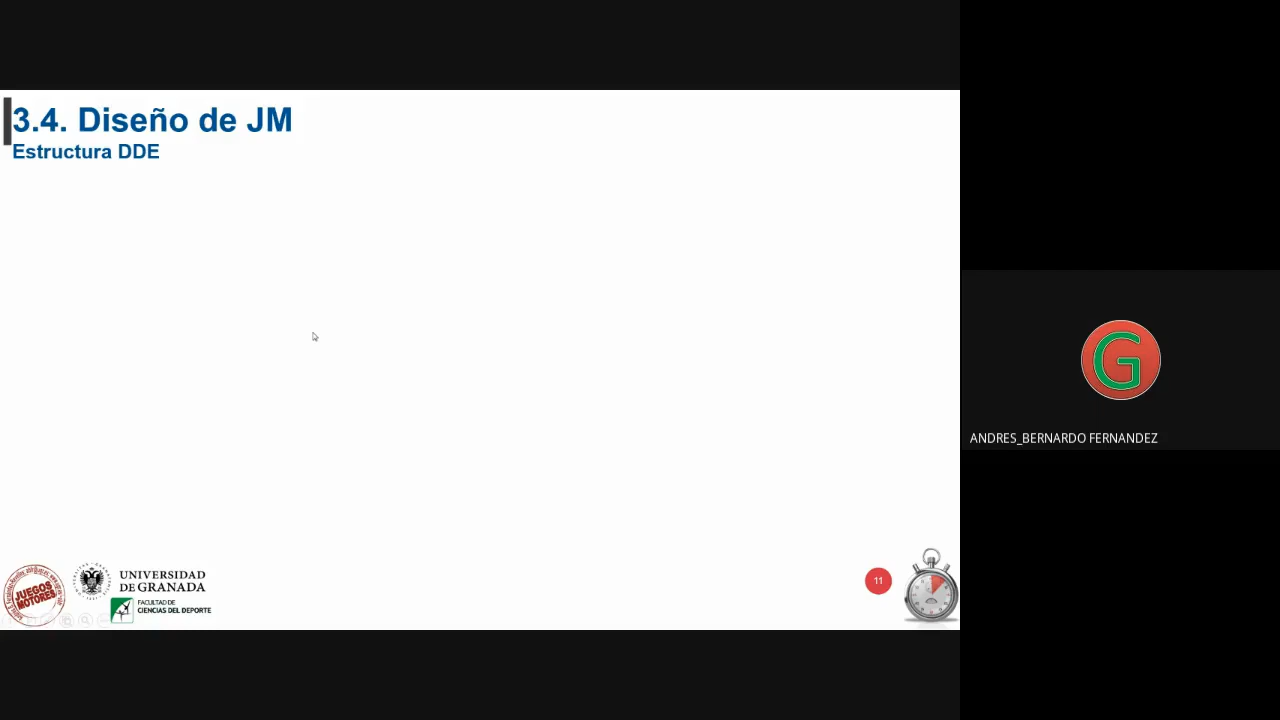 3.4. Diseño de JM
Estructura DDE
G
ANDRES_BERNARDO FERNANDEZ
JUEGOS
MOTORES
UNIVERSIDAD
DE GRANADA
FACULTAD DE
CIENCIAS DEL DEPORTE
11